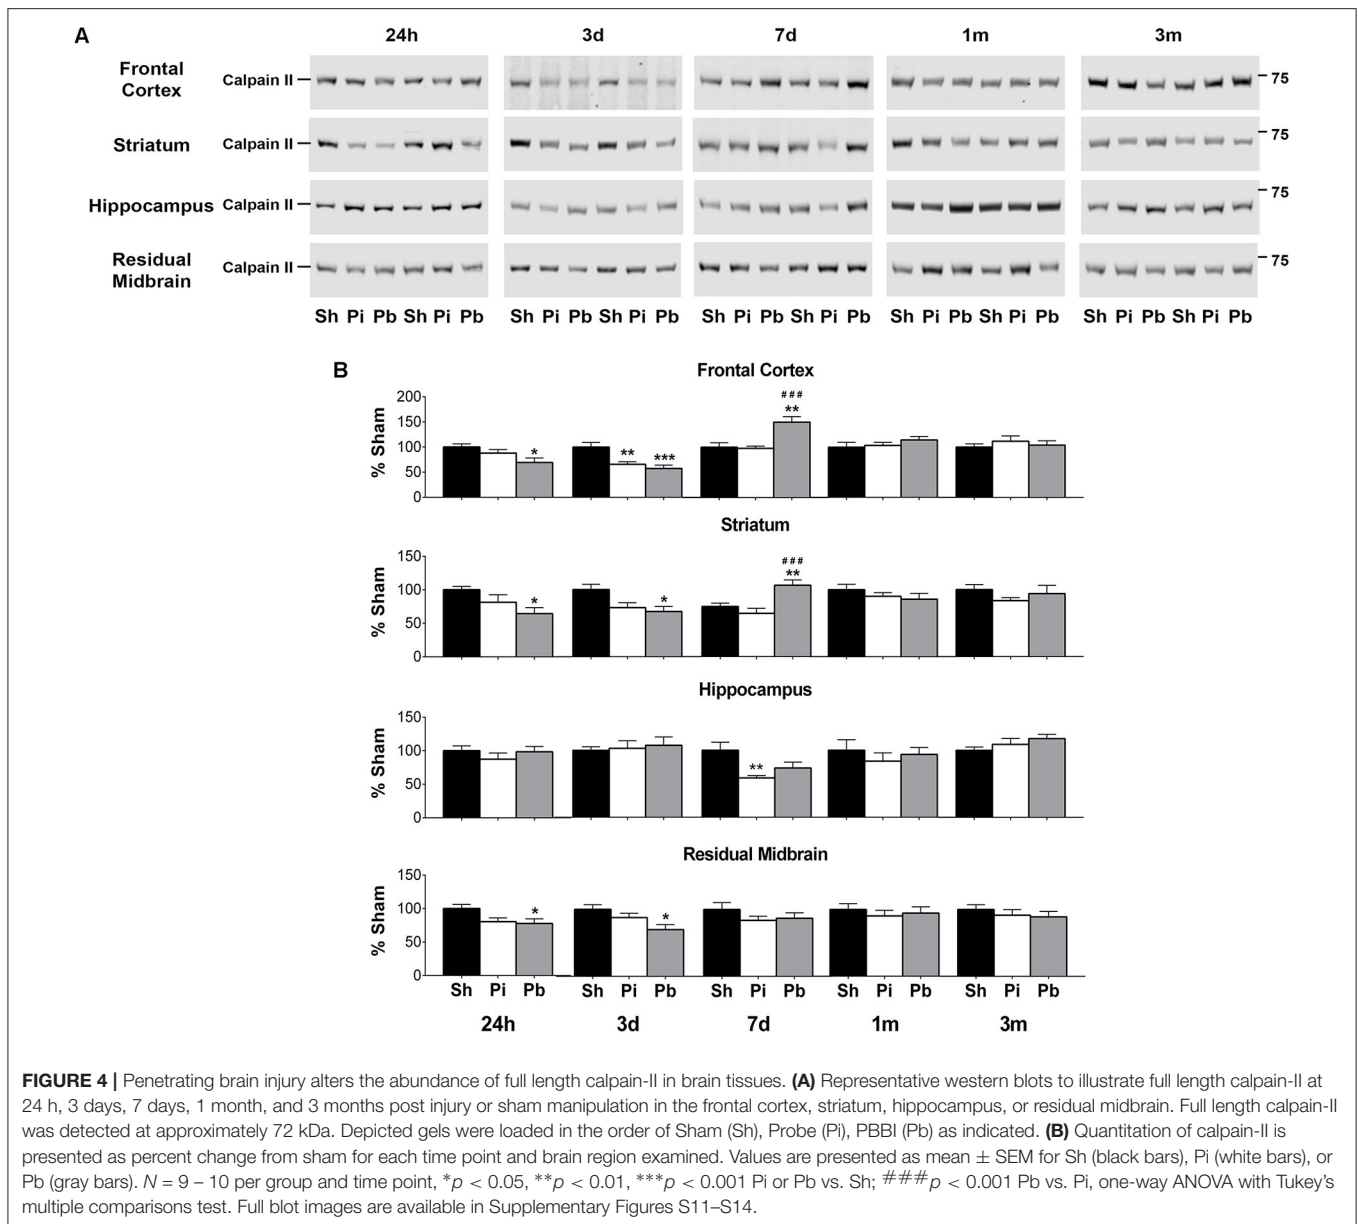 A
24h 3d 7d 1m 3m
Frontal
Cortex
Calpain II
75
Striatum
Calpain II
75
Hippocampus
Calpain II
75
Residual
Midbrain
Calpain II
75
Sh Pi Pb Sh Pi Pb Sh Pi Pb Sh Pi Pb Sh Pi Pb Sh Pi Pb Sh Pi Pb Sh Pi Pb Sh Pi Pb Sh Pi Pb
B
Frontal Cortex
% Sham
200
150
100
50
0
* ** *** ### **
Striatum
% Sham
150
100
50
0
* * ### **
Hippocampus
% Sham
150
100
50
0
**
Residual Midbrain
% Sham
150
100
50
0
* *
Sh Pi Pb Sh Pi Pb Sh Pi Pb Sh Pi Pb Sh Pi Pb
24h 3d 7d 1m 3m
FIGURE 4 | Penetrating brain injury alters the abundance of full length calpain-II in brain tissues. (A) Representative western blots to illustrate full length calpain-II at
24 h, 3 days, 7 days, 1 month, and 3 months post injury or sham manipulation in the frontal cortex, striatum, hippocampus, or residual midbrain. Full length calpain-II
was detected at approximately 72 kDa. Depicted gels were loaded in the order of Sham (Sh), Probe (Pi), PBBI (Pb) as indicated. (B) Quantitation of calpain-II is
presented as percent change from sham for each time point and brain region examined. Values are presented as mean ± SEM for Sh (black bars), Pi (white bars), or
Pb (gray bars). N = 9 – 10 per group and time point, *p < 0.05, **p < 0.01, ***p < 0.001 Pi or Pb vs. Sh; ###p < 0.001 Pb vs. Pi, one-way ANOVA with Tukey's
multiple comparisons test. Full blot images are available in Supplementary Figures S11–S14.